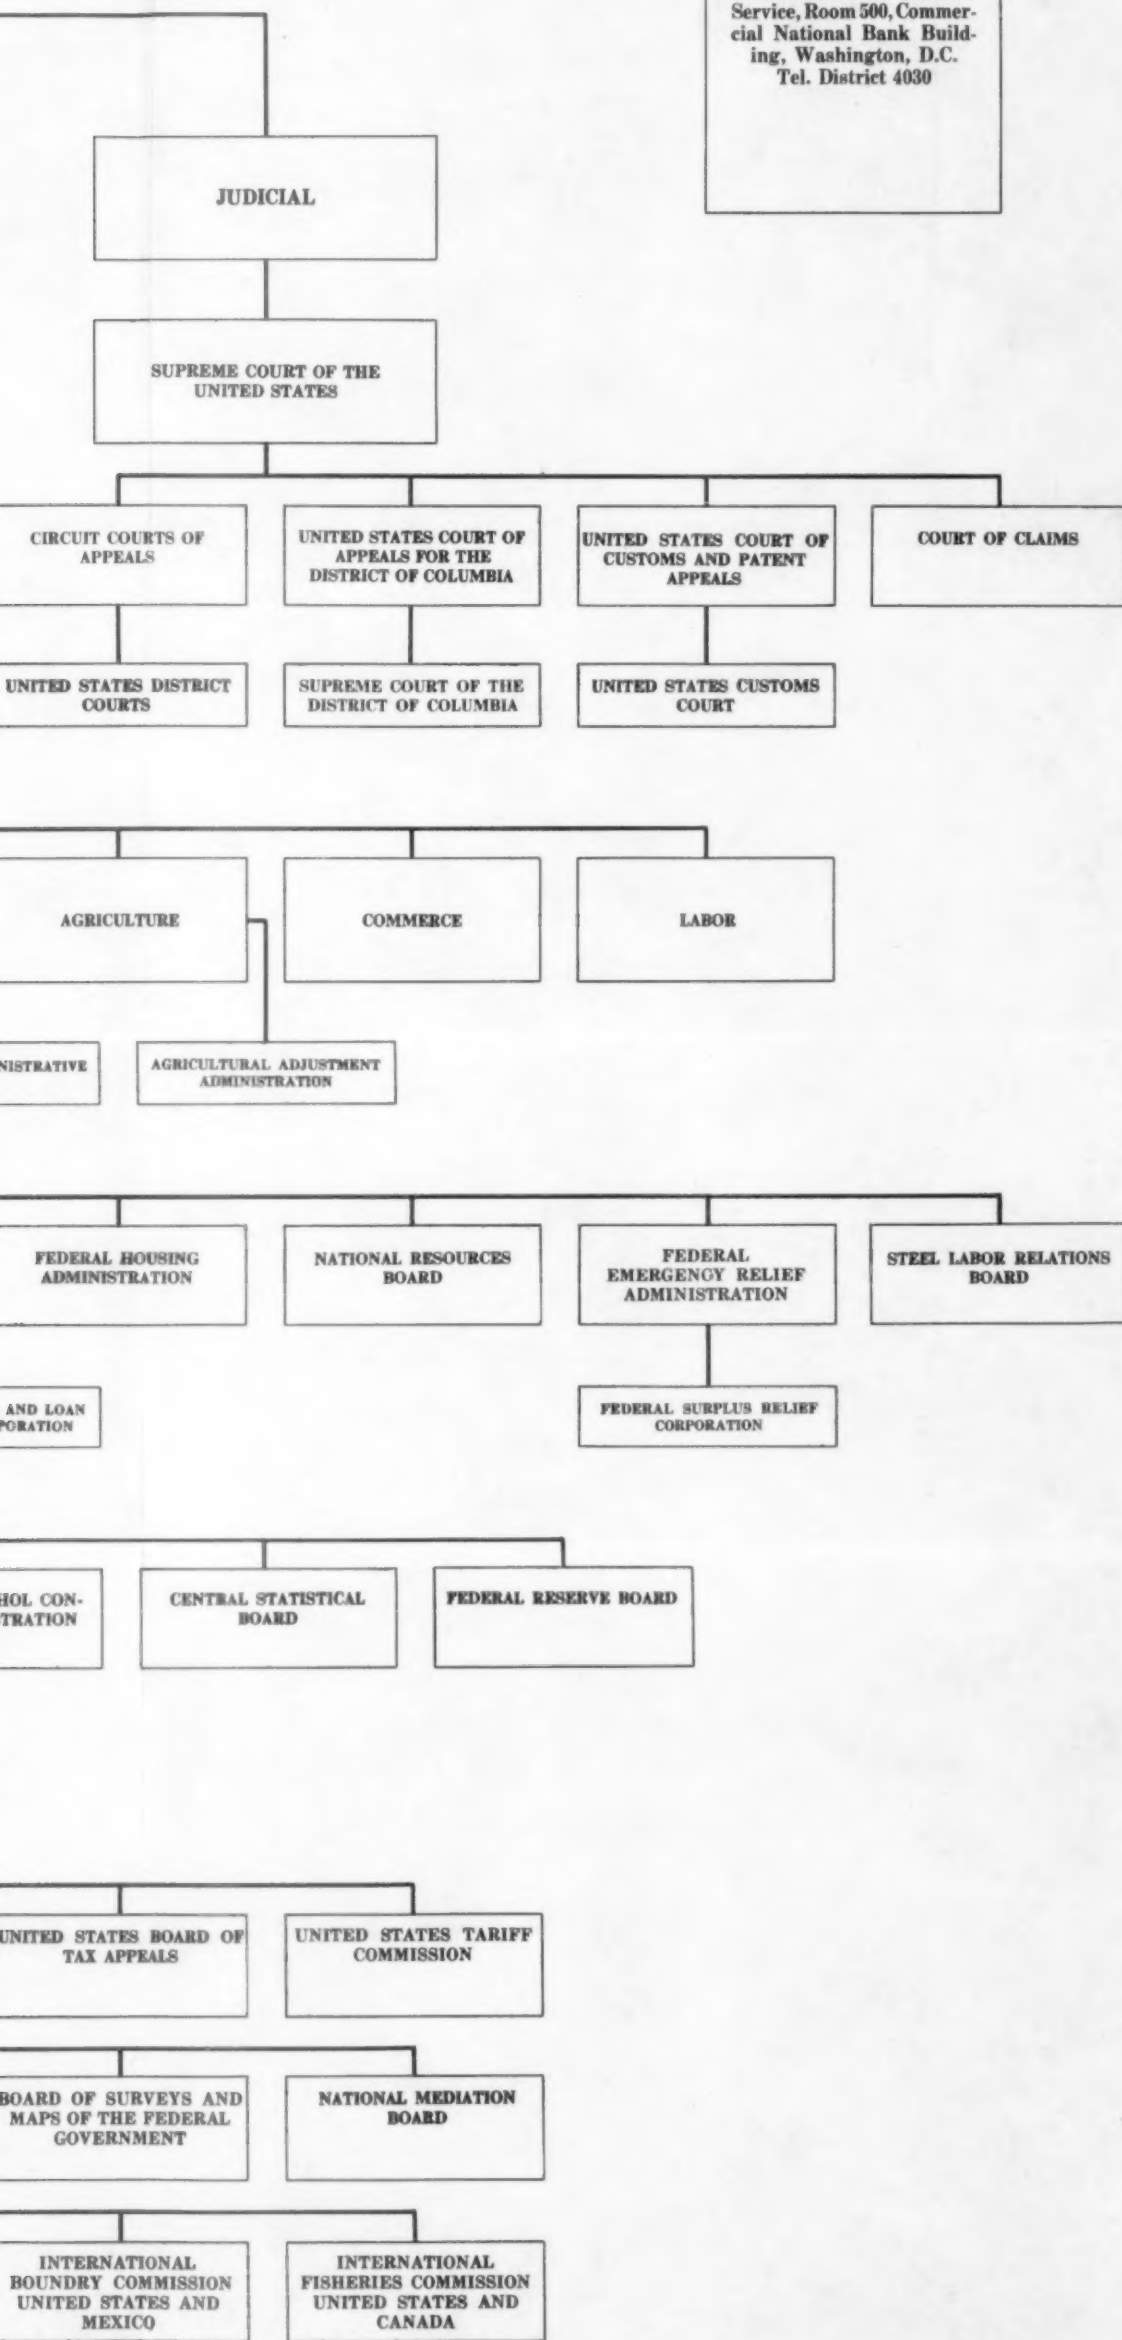 Service, Room 500, Commer-
cial National Bank Build-
ing, Washington, D.C.
Tel. District 4030
JUDICIAL
SUPREME COURT OF THE
UNITED STATES
CIRCUIT COURTS OF
APPEALS
UNITED STATES COURT OF
APPEALS FOR THE
DISTRICT OF COLUMBIA
UNITED STATES COURT OF
CUSTOMS AND PATENT
APPEALS
COURT OF CLAIMS
UNITED STATES DISTRICT
COURTS
SUPREME COURT OF THE
DISTRICT OF COLUMBIA
UNITED STATES CUSTOMS
COURT
AGRICULTURE
COMMERCE
LABOR
NISTRATIVE
AGRICULTURAL ADJUSTMENT
ADMINISTRATION
FEDERAL HOUSING
ADMINISTRATION
NATIONAL RESOURCES
BOARD
FEDERAL
EMERGENCY RELIEF
ADMINISTRATION
STEEL LABOR RELATIONS
BOARD
AND LOAN
PORATION
FEDERAL SURPLUS RELIEF
CORPORATION
HOL CON-
TRATION
CENTRAL STATISTICAL
BOARD
FEDERAL RESERVE BOARD
UNITED STATES BOARD OF
TAX APPEALS
UNITED STATES TARIFF
COMMISSION
BOARD OF SURVEYS AND
MAPS OF THE FEDERAL
GOVERNMENT
NATIONAL MEDIATION
BOARD
INTERNATIONAL
BOUNDRY COMMISSION
UNITED STATES AND
MEXICO
INTERNATIONAL
FISHERIES COMMISSION
UNITED STATES AND
CANADA